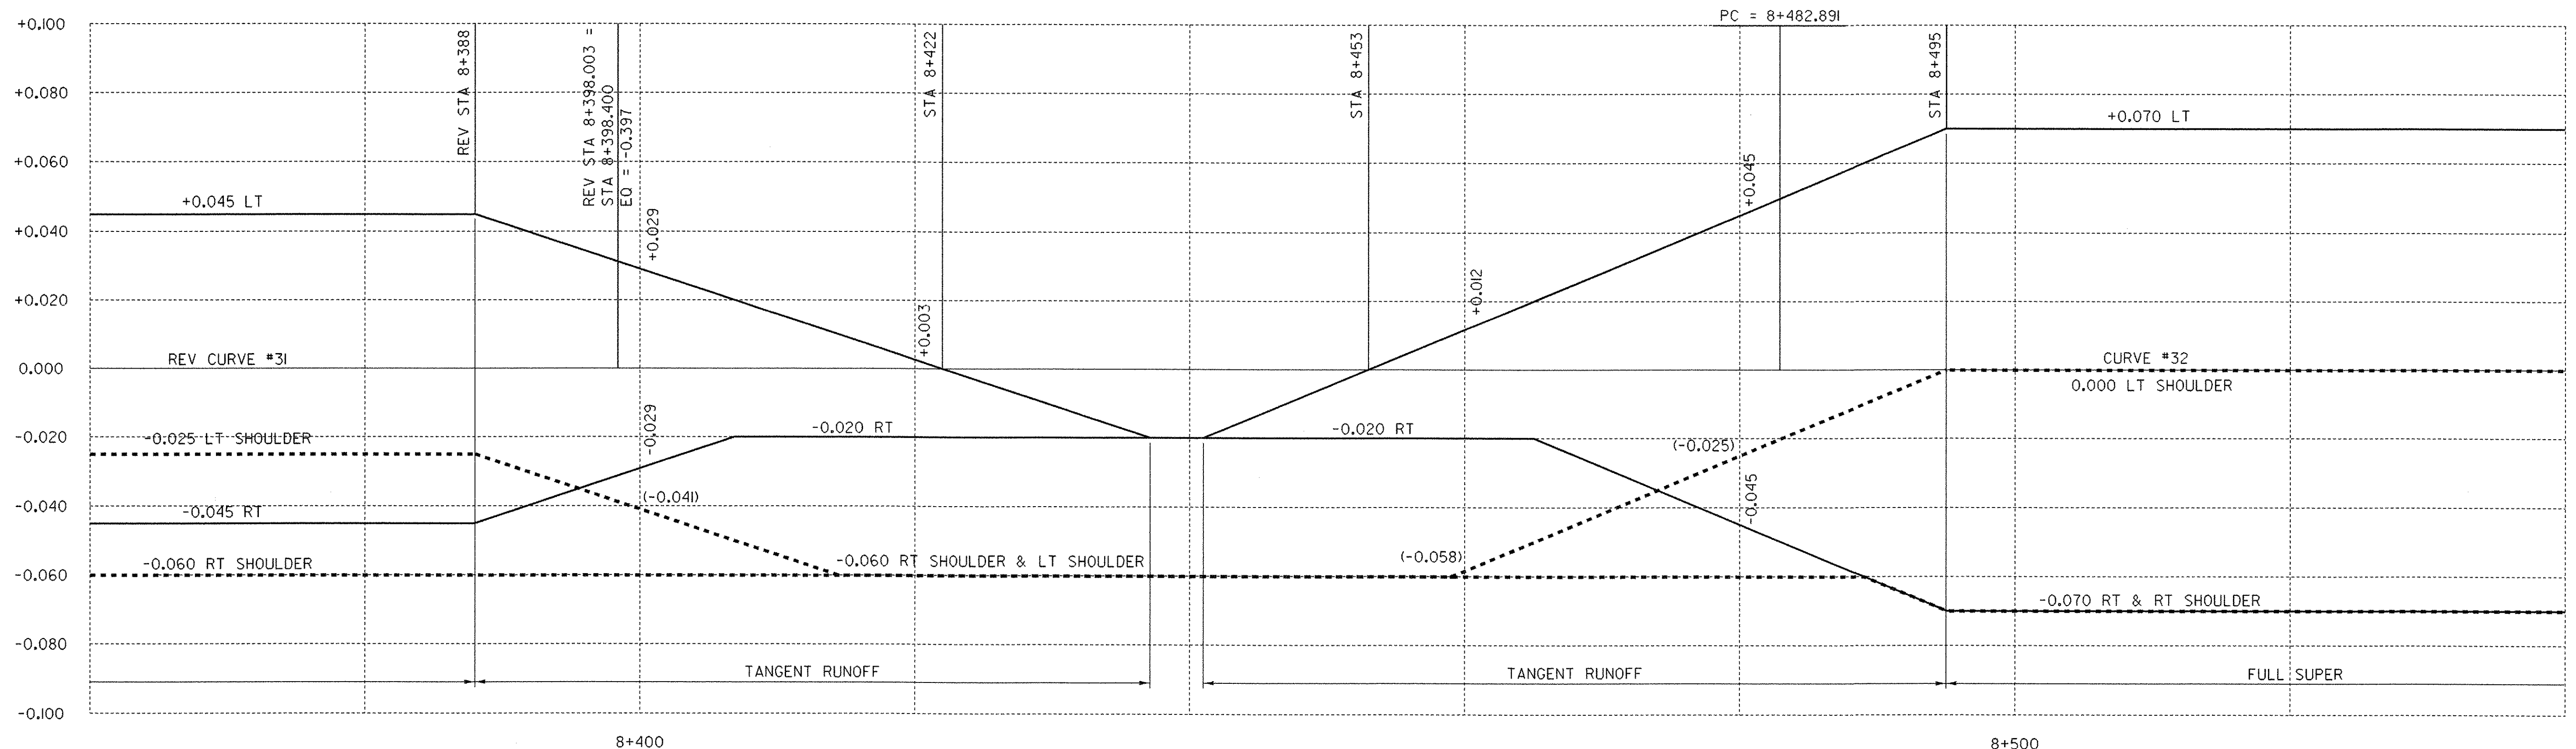 PC = 8+482.891
+0.100
REV STA 8+388
REV STA 8+398.003 =
STA 8+398.400
EQ = -0.397
STA 8+422
STA 8+453
STA 8+495
+0.080
+0.070 LT
+0.060
+0.045
+0.045 LT
+0.040
+0.029
+0.020
+0.012
+0.003
REV CURVE #31
CURVE #32
0.000
0.000 LT SHOULDER
-0.020
-0.025 LT SHOULDER
-0.029
-0.020 RT
-0.020 RT
(-0.025)
-0.040
-0.045 RT
(-0.041)
-0.045
-0.060
-0.060 RT SHOULDER
-0.060 RT SHOULDER & LT SHOULDER
(-0.058)
-0.070 RT & RT SHOULDER
-0.080
TANGENT RUNOFF
TANGENT RUNOFF
FULL SUPER
-0.100
8+400
8+500